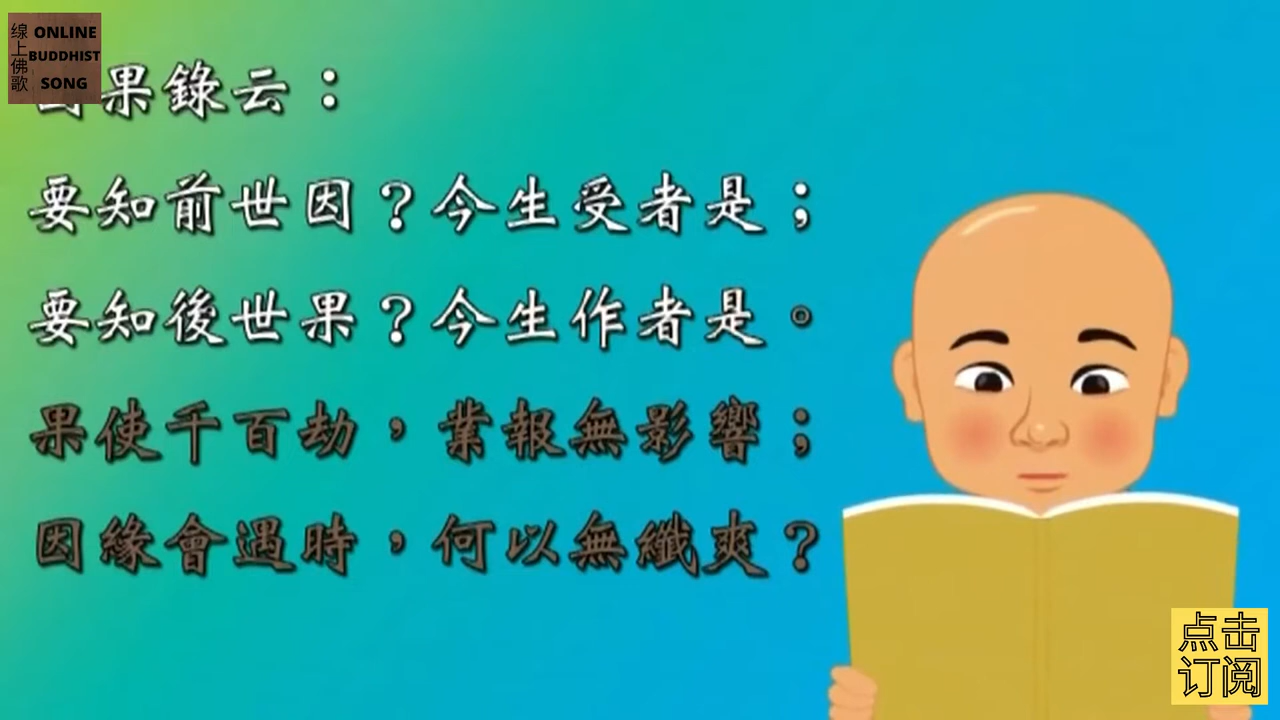 线上佛歌
ONLINE
BUDDHIST
SONG
因果錄云：
要知前世因？今生受者是；
要知後世果？今生作者是。
果使千百劫，業報無影響；
因緣會遇時，何以無纖爽？
点击
订阅